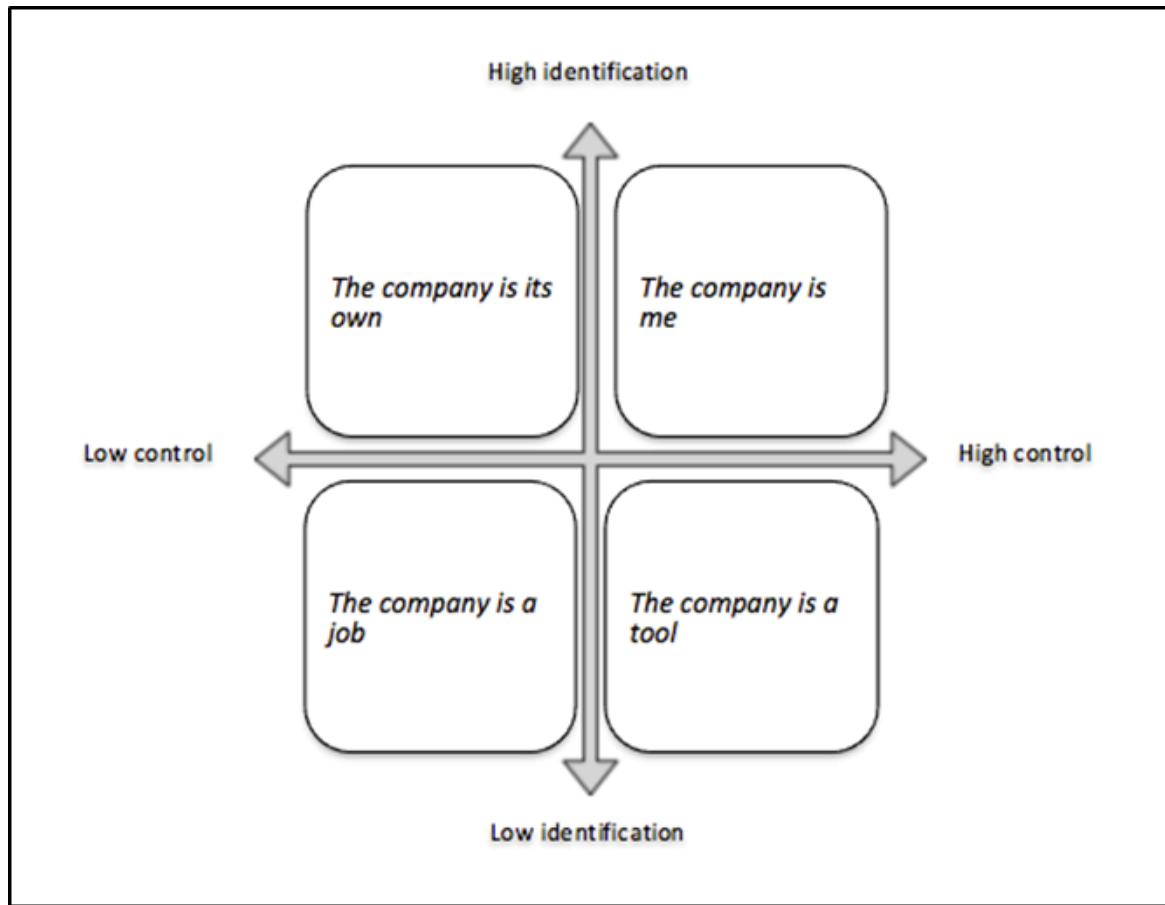 High identification
The company is its
own
The company is
me
Low control
High control
The company is a
job
The company is a
tool
Low identification